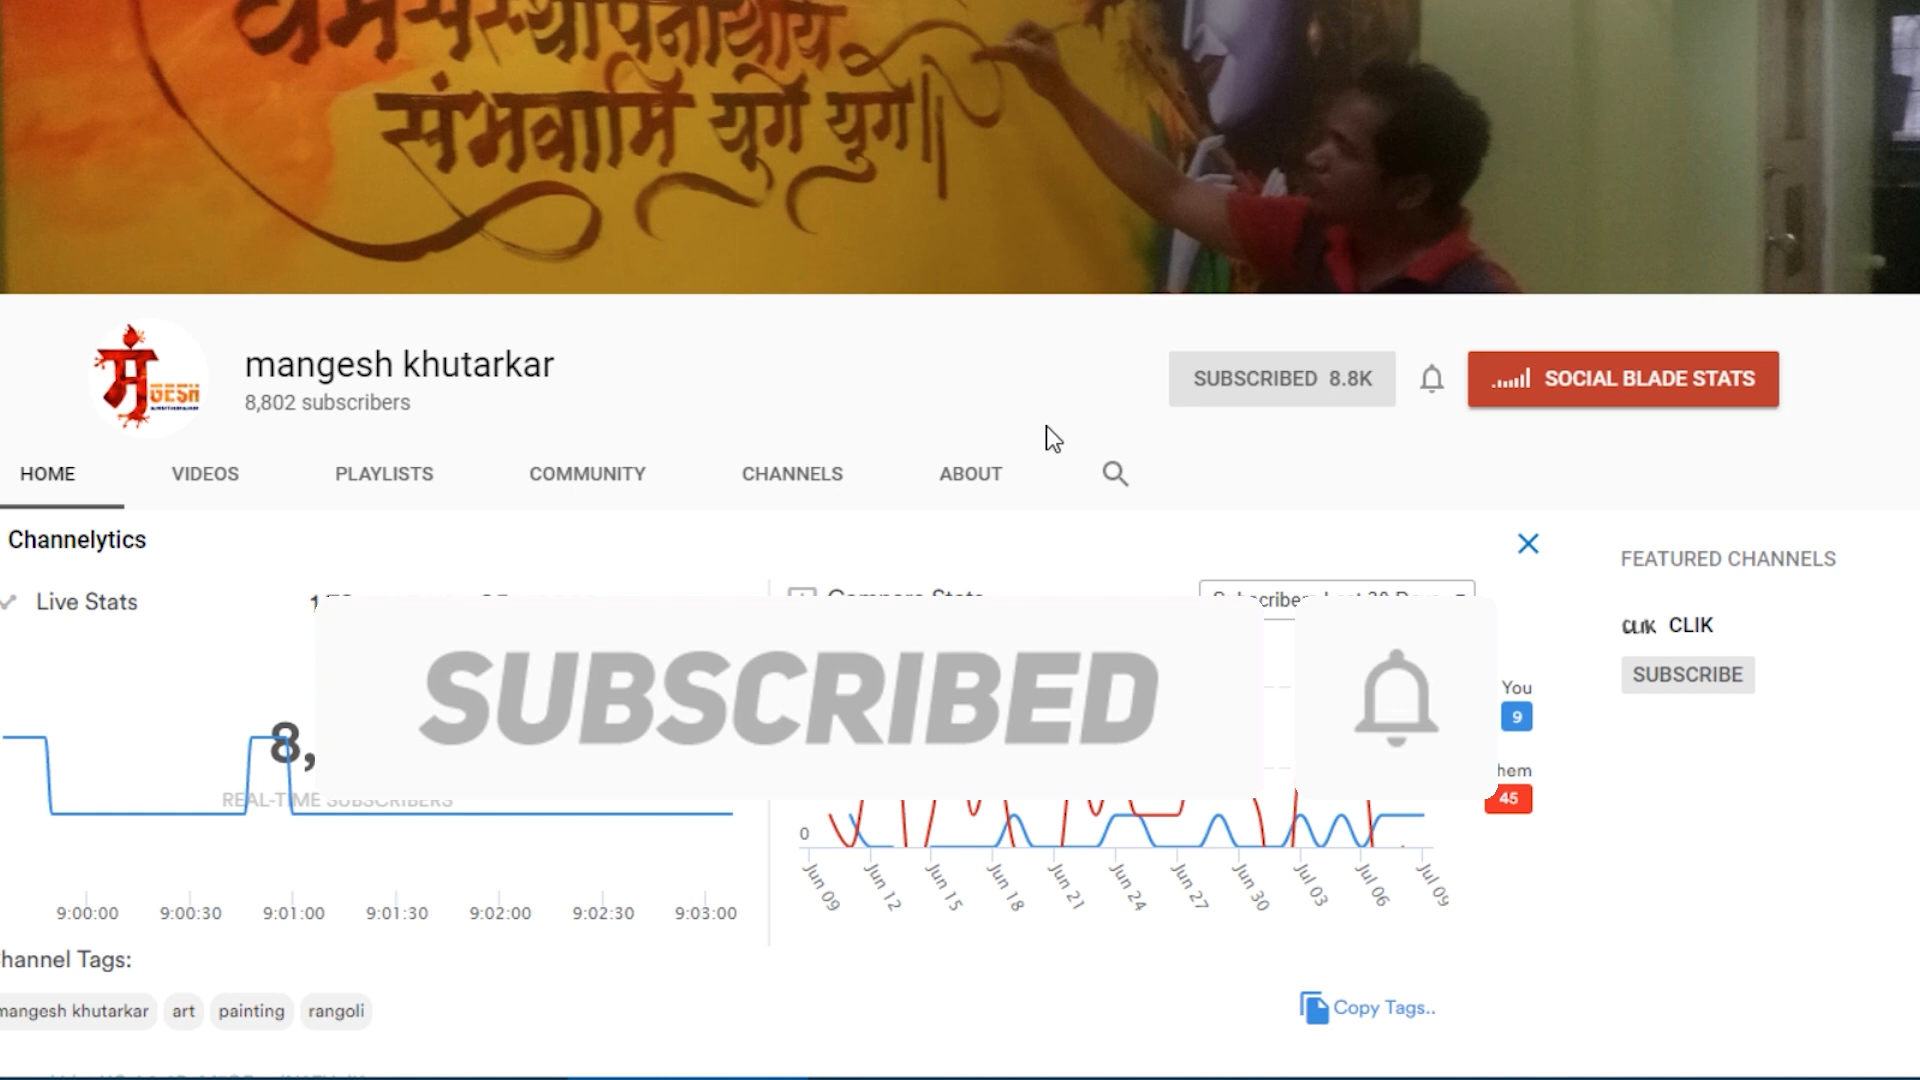 संभवामि युगे युगे॥
mangesh khutarkar
8,802 subscribers
SUBSCRIBED 8.8K
SOCIAL BLADE STATS
HOME
VIDEOS
PLAYLISTS
COMMUNITY
CHANNELS
ABOUT
Channelytics
FEATURED CHANNELS
Live Stats
Compare Stats
CLIK CLIK
SUBSCRIBE
SUBSCRIBED
You
9
8,
REAL-TIME SUBSCRIBERS
45
0
Jun 09
Jun 12
Jun 15
Jun 18
Jun 21
Jun 24
Jun 27
Jun 30
Jul 03
Jul 06
Jul 09
9:00:00
9:00:30
9:01:00
9:01:30
9:02:00
9:02:30
9:03:00
hannel Tags:
mangesh khutarkar
art
painting
rangoli
Copy Tags..